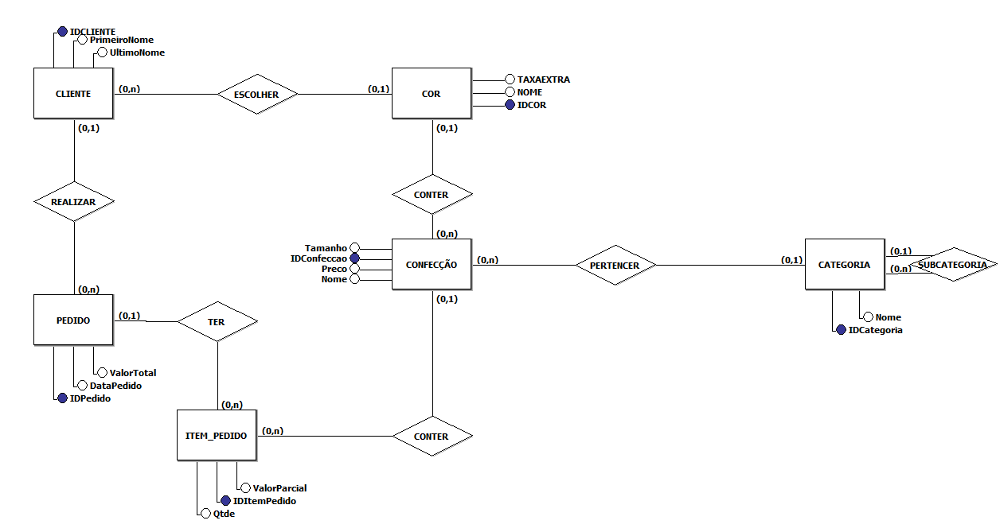 IDCLIENTE
PrimeiroNome
UltimoNome
CLIENTE
(0,n)
ESCOLHER
(0,1)
COR
TAXAEXTRA
NOME
IDCOR
(0,1)
(0,1)
REALIZAR
CONTER
(0,n)
(0,n)
Tamanho
IDConfeccao
Preco
Nome
CONFECÇÃO
(0,n)
PERTENCER
(0,1)
CATEGORIA
(0,1)
SUBCATEGORIA
(0,n)
Nome
IDCategoria
(0,n)
PEDIDO
(0,1)
TER
(0,1)
ValorTotal
DataPedido
IDPedido
(0,n)
ITEM_PEDIDO
(0,n)
CONTER
ValorParcial
IDItemPedido
Qtde